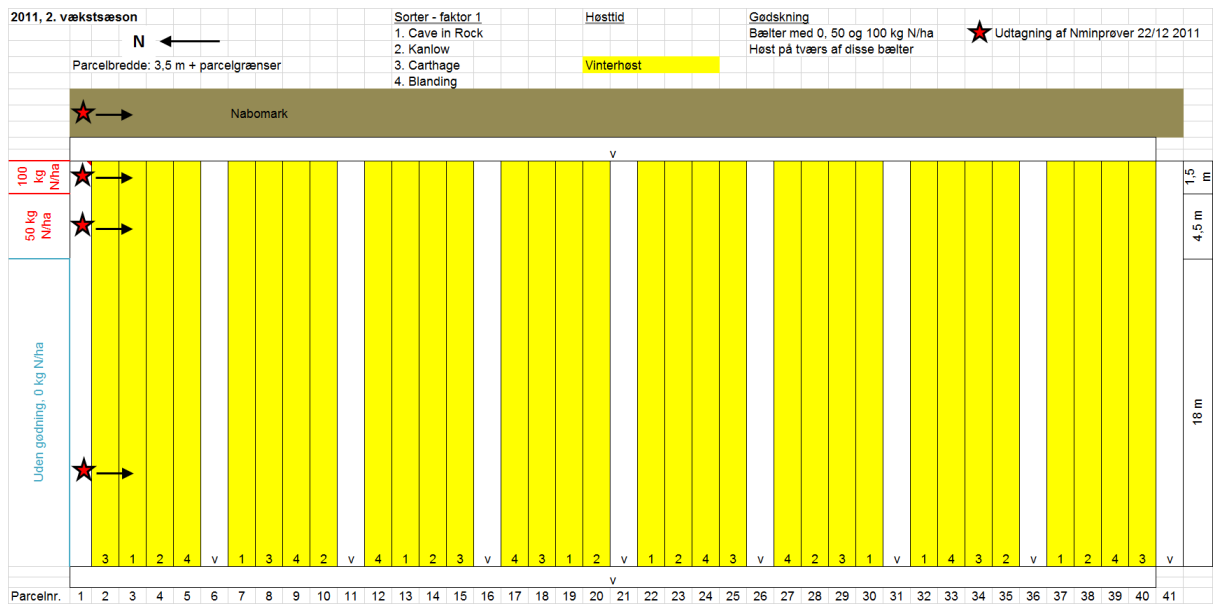 2011, 2. vækstsæson Sorter - faktor 1 Høsttid Gødskning
1. Cave in Rock Bælter med 0, 50 og 100 kg N/ha Udtagning af Nminprøver 22/12 2011
N 2. Kanlow Høst på tværs af disse bælter
Parcelbredde: 3,5 m + parcelgrænser 3. Carthage Vinterhøst
4. Blanding
Nabomark
v
100
kg
N/ha
1,5
m
50 kg
N/ha
4,5 m
Uden gødning, 0 kg N/ha
18 m
3 1 2 4 v 1 3 4 2 v 4 1 2 3 v 4 3 1 2 v 1 2 4 3 v 4 2 3 1 v 1 4 3 2 v 1 2 4 3 v
v
Parcelnr. 1 2 3 4 5 6 7 8 9 10 11 12 13 14 15 16 17 18 19 20 21 22 23 24 25 26 27 28 29 30 31 32 33 34 35 36 37 38 39 40 41